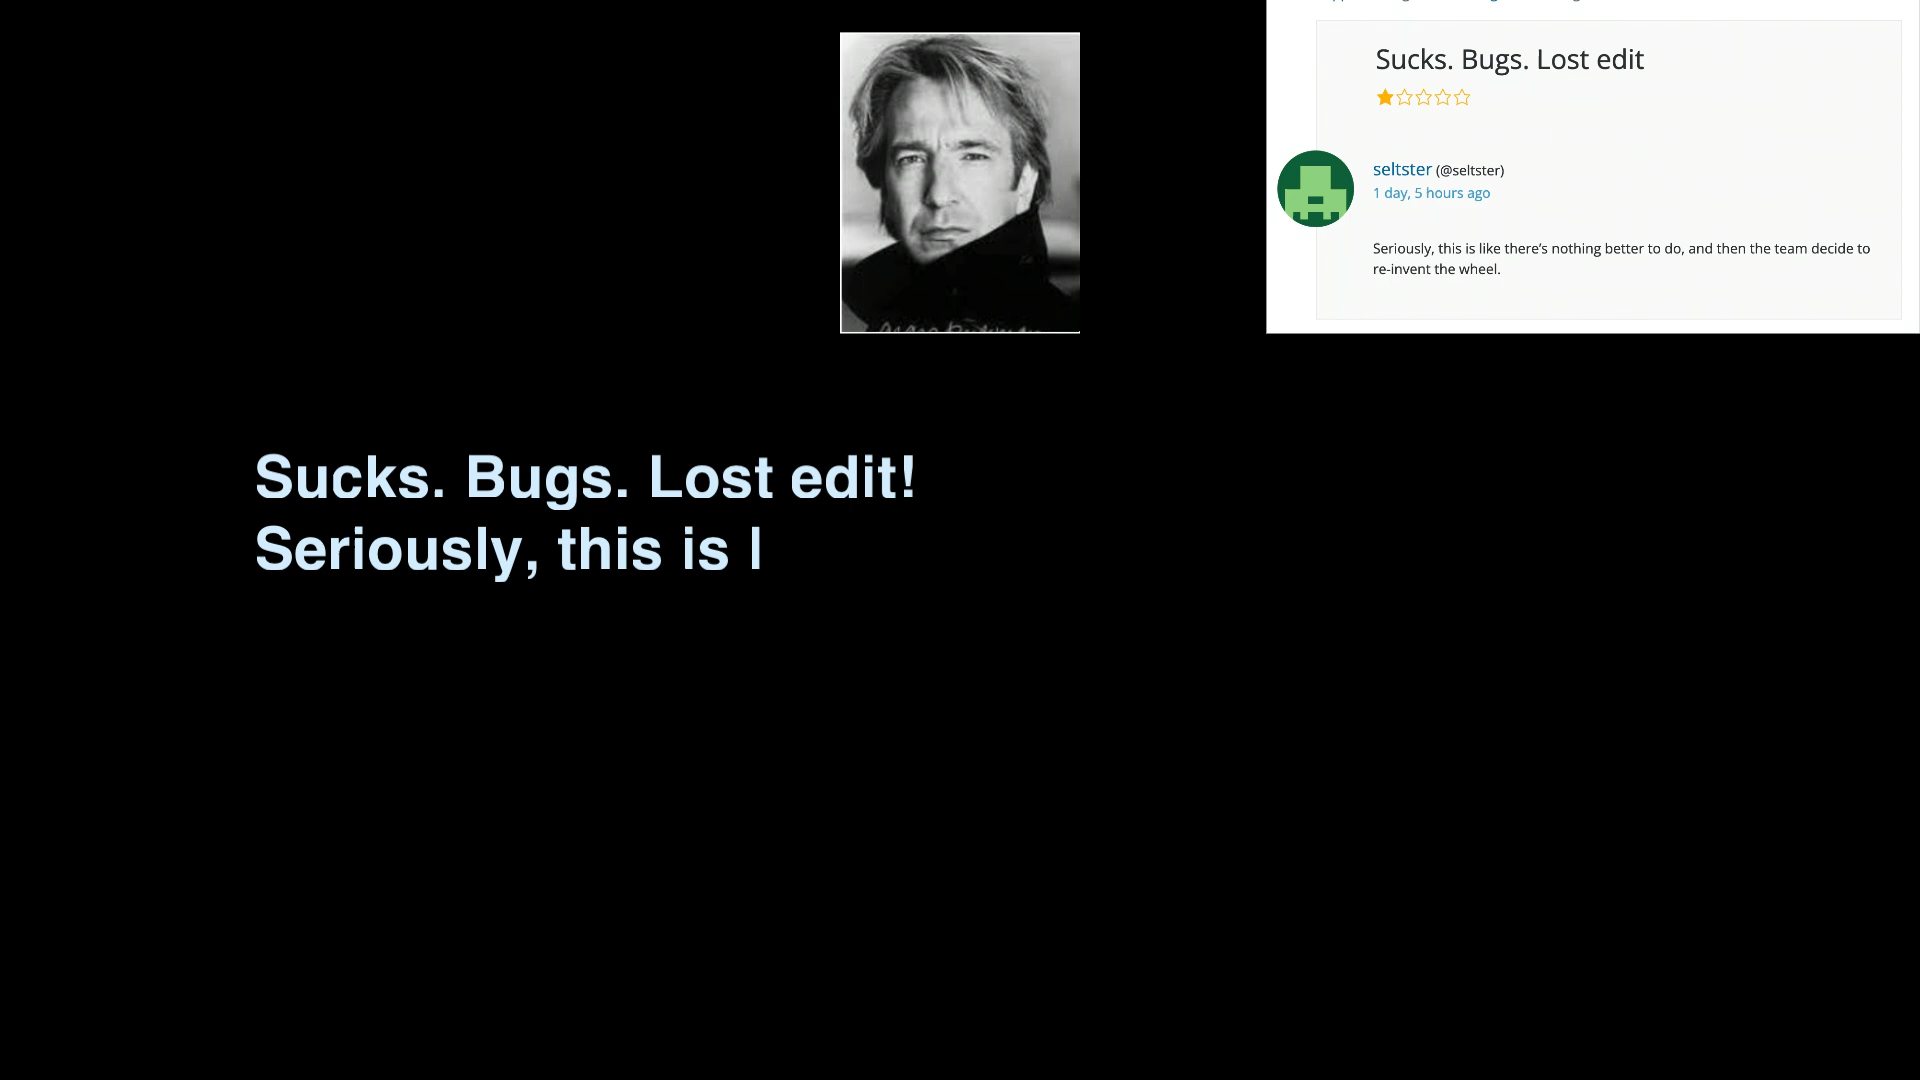 Sucks. Bugs. Lost edit
seltster (@seltster)
1 day, 5 hours ago
Seriously, this is like there's nothing better to do, and then the team decide to
re-invent the wheel.
Sucks. Bugs. Lost edit!
Seriously, this is l